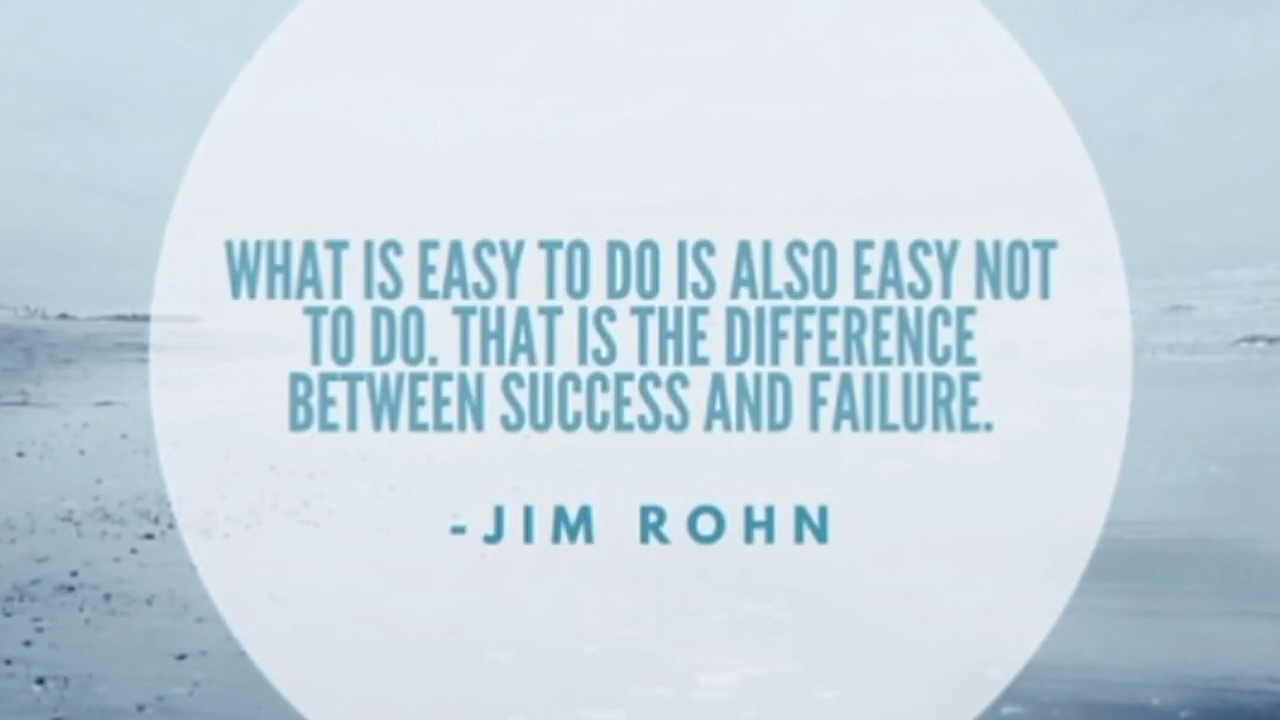 WHAT IS EASY TO DO IS ALSO EASY NOT
TO DO. THAT IS THE DIFFERENCE
BETWEEN SUCCESS AND FAILURE.
-JIM ROHN